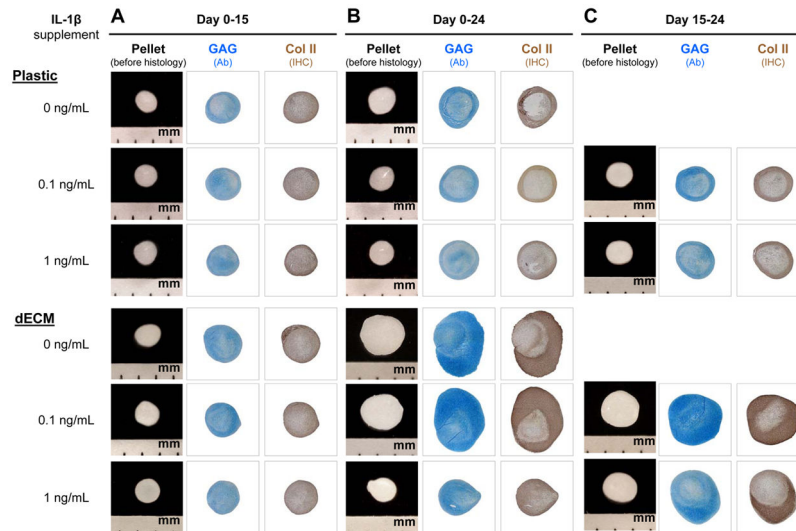 IL-1β
supplement
A Day 0-15
B Day 0-24
C Day 15-24
Pellet
(before histology)
GAG
(Ab)
Col II
(IHC)
Pellet
(before histology)
GAG
(Ab)
Col II
(IHC)
Pellet
(before histology)
GAG
(Ab)
Col II
(IHC)
Plastic
0 ng/mL
mm
mm
0.1 ng/mL
mm
mm
mm
1 ng/mL
mm
mm
mm
dECM
0 ng/mL
mm
mm
0.1 ng/mL
mm
mm
mm
1 ng/mL
mm
mm
mm